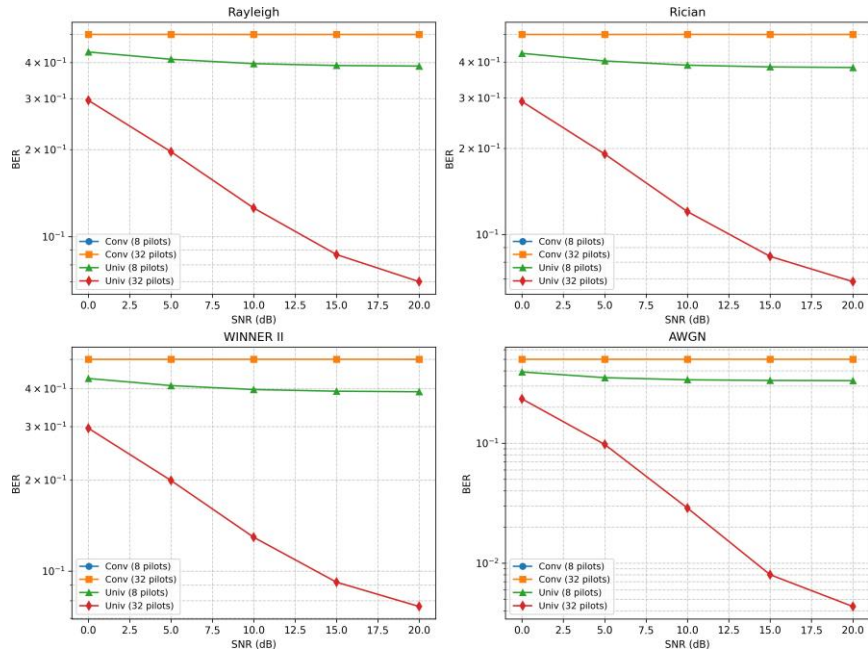 Rayleigh
4 × 10⁻¹
3 × 10⁻¹
2 × 10⁻¹
10⁻¹
BER
Conv (8 pilots)
Conv (32 pilots)
Univ (8 pilots)
Univ (32 pilots)
0.0 2.5 5.0 7.5 10.0 12.5 15.0 17.5 20.0
SNR (dB)
Rician
4 × 10⁻¹
3 × 10⁻¹
2 × 10⁻¹
10⁻¹
BER
Conv (8 pilots)
Conv (32 pilots)
Univ (8 pilots)
Univ (32 pilots)
0.0 2.5 5.0 7.5 10.0 12.5 15.0 17.5 20.0
SNR (dB)
WINNER II
4 × 10⁻¹
3 × 10⁻¹
2 × 10⁻¹
10⁻¹
BER
Conv (8 pilots)
Conv (32 pilots)
Univ (8 pilots)
Univ (32 pilots)
0.0 2.5 5.0 7.5 10.0 12.5 15.0 17.5 20.0
SNR (dB)
AWGN
10⁻¹
10⁻²
BER
Conv (8 pilots)
Conv (32 pilots)
Univ (8 pilots)
Univ (32 pilots)
0.0 2.5 5.0 7.5 10.0 12.5 15.0 17.5 20.0
SNR (dB)